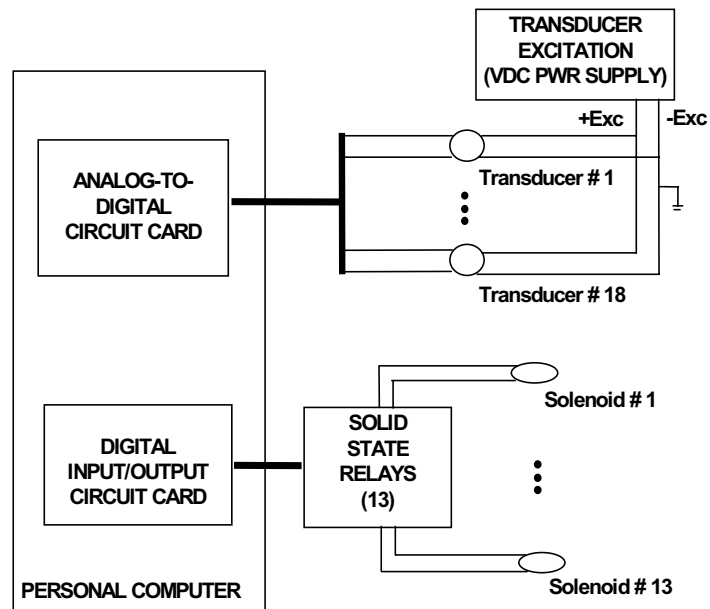 TRANSDUCER
EXCITATION
(VDC PWR SUPPLY)
+Exc
-Exc
ANALOG-TO-
DIGITAL
CIRCUIT CARD
Transducer # 1
Transducer # 18
Solenoid # 1
SOLID
STATE
RELAYS
(13)
DIGITAL
INPUT/OUTPUT
CIRCUIT CARD
Solenoid # 13
PERSONAL COMPUTER